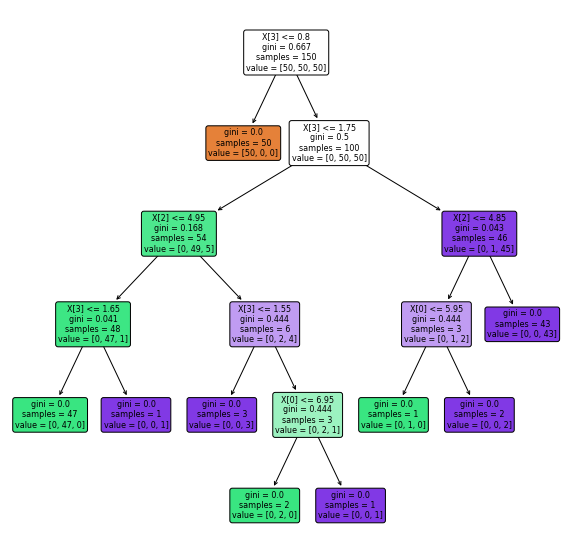 X[3] <= 0.8
gini = 0.667
samples = 150
value = [50, 50, 50]
gini = 0.0
samples = 50
value = [50, 0, 0]
X[3] <= 1.75
gini = 0.5
samples = 100
value = [0, 50, 50]
X[2] <= 4.95
gini = 0.168
samples = 54
value = [0, 49, 5]
X[2] <= 4.85
gini = 0.043
samples = 46
value = [0, 1, 45]
X[3] <= 1.65
gini = 0.041
samples = 48
value = [0, 47, 1]
X[3] <= 1.55
gini = 0.444
samples = 6
value = [0, 2, 4]
X[0] <= 5.95
gini = 0.444
samples = 3
value = [0, 1, 2]
gini = 0.0
samples = 43
value = [0, 0, 43]
gini = 0.0
samples = 47
value = [0, 47, 0]
gini = 0.0
samples = 1
value = [0, 0, 1]
gini = 0.0
samples = 3
value = [0, 0, 3]
X[0] <= 6.95
gini = 0.444
samples = 3
value = [0, 2, 1]
gini = 0.0
samples = 1
value = [0, 1, 0]
gini = 0.0
samples = 2
value = [0, 0, 2]
gini = 0.0
samples = 2
value = [0, 2, 0]
gini = 0.0
samples = 1
value = [0, 0, 1]